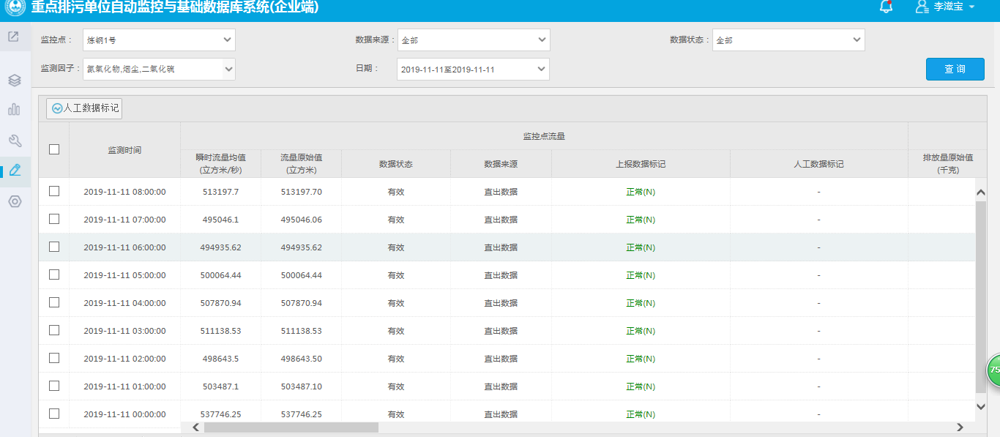 重点排污单位自动监控与基础数据库系统(企业端)
李滋宝
监控点： 炼钢1号 数据来源： 全部 数据状态： 全部
监测因子： 氮氧化物,烟尘,二氧化硫 日期： 2019-11-11至2019-11-11 查 询
人工数据标记
监测时间 监控点流量
瞬时流量均值 (立方米/秒) 流量原始值 (立方米) 数据状态 数据来源 上报数据标记 人工数据标记 排放量原始值 (千克)
2019-11-11 08:00:00 513197.7 513197.70 有效 直出数据 正常(N) -
2019-11-11 07:00:00 495046.1 495046.06 有效 直出数据 正常(N) -
2019-11-11 06:00:00 494935.62 494935.62 有效 直出数据 正常(N) -
2019-11-11 05:00:00 500064.44 500064.44 有效 直出数据 正常(N) -
2019-11-11 04:00:00 507870.94 507870.94 有效 直出数据 正常(N) -
2019-11-11 03:00:00 511138.53 511138.53 有效 直出数据 正常(N) -
2019-11-11 02:00:00 498643.5 498643.50 有效 直出数据 正常(N) -
2019-11-11 01:00:00 503487.1 503487.10 有效 直出数据 正常(N) -
2019-11-11 00:00:00 537746.25 537746.25 有效 直出数据 正常(N) -
75